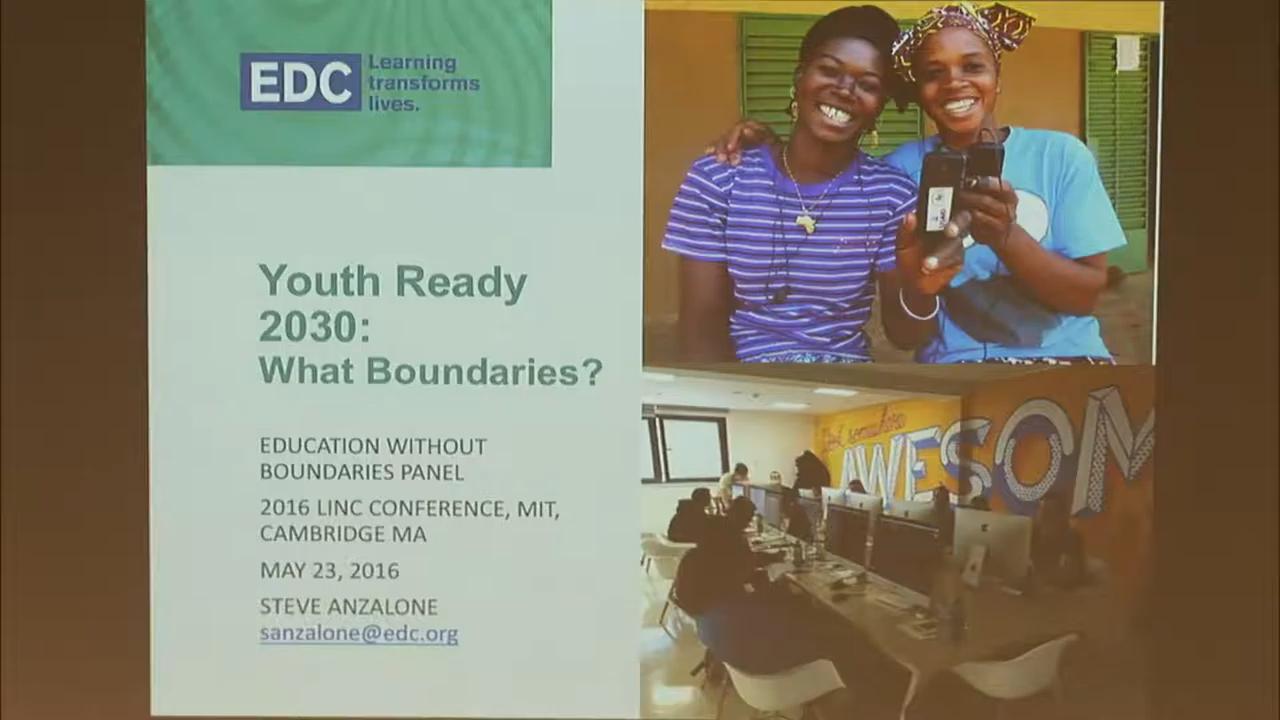 EDC
Learning
transforms
lives.
Youth Ready
2030:
What Boundaries?
EDUCATION WITHOUT
BOUNDARIES PANEL
2016 LINC CONFERENCE, MIT,
CAMBRIDGE MA
MAY 23, 2016
STEVE ANZALONE
sanzalone@edc.org
AWESOM